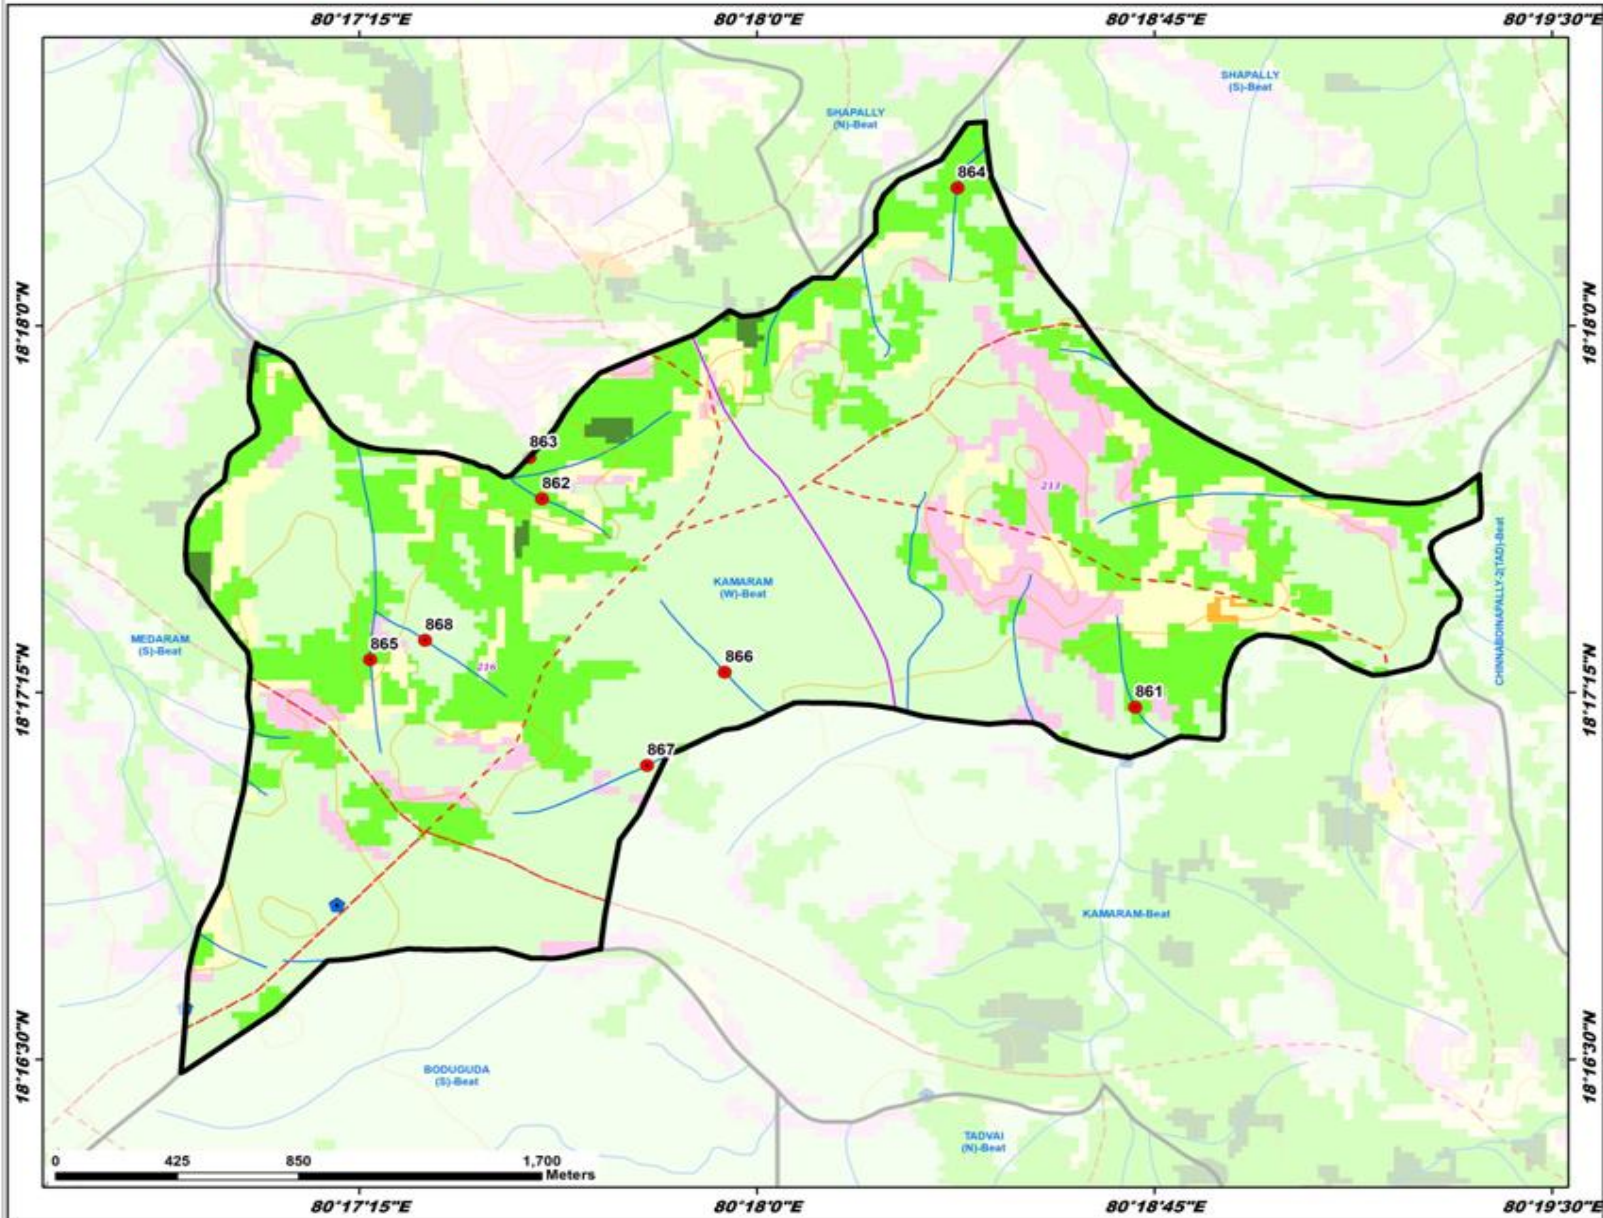 80°17'15"E
80°18'0"E
80°18'45"E
80°19'30"E
SHAPALLY
(S)-Beat
SHAPALLY
(N)-Beat
864
18°18'0"N
18°18'0"N
863
862
213
KAMARAM
(W)-Beat
CHINNABOINAPALLY-2(TAD)-Beat
MEDARAM
(S)-Beat
868
865
216
866
18°17'15"N
18°17'15"N
861
867
KAMARAM-Beat
18°16'30"N
18°16'30"N
BODUGUDA
(S)-Beat
TADVAI
(N)-Beat
0 425 850 1,700
Meters
80°17'15"E
80°18'0"E
80°18'45"E
80°19'30"E